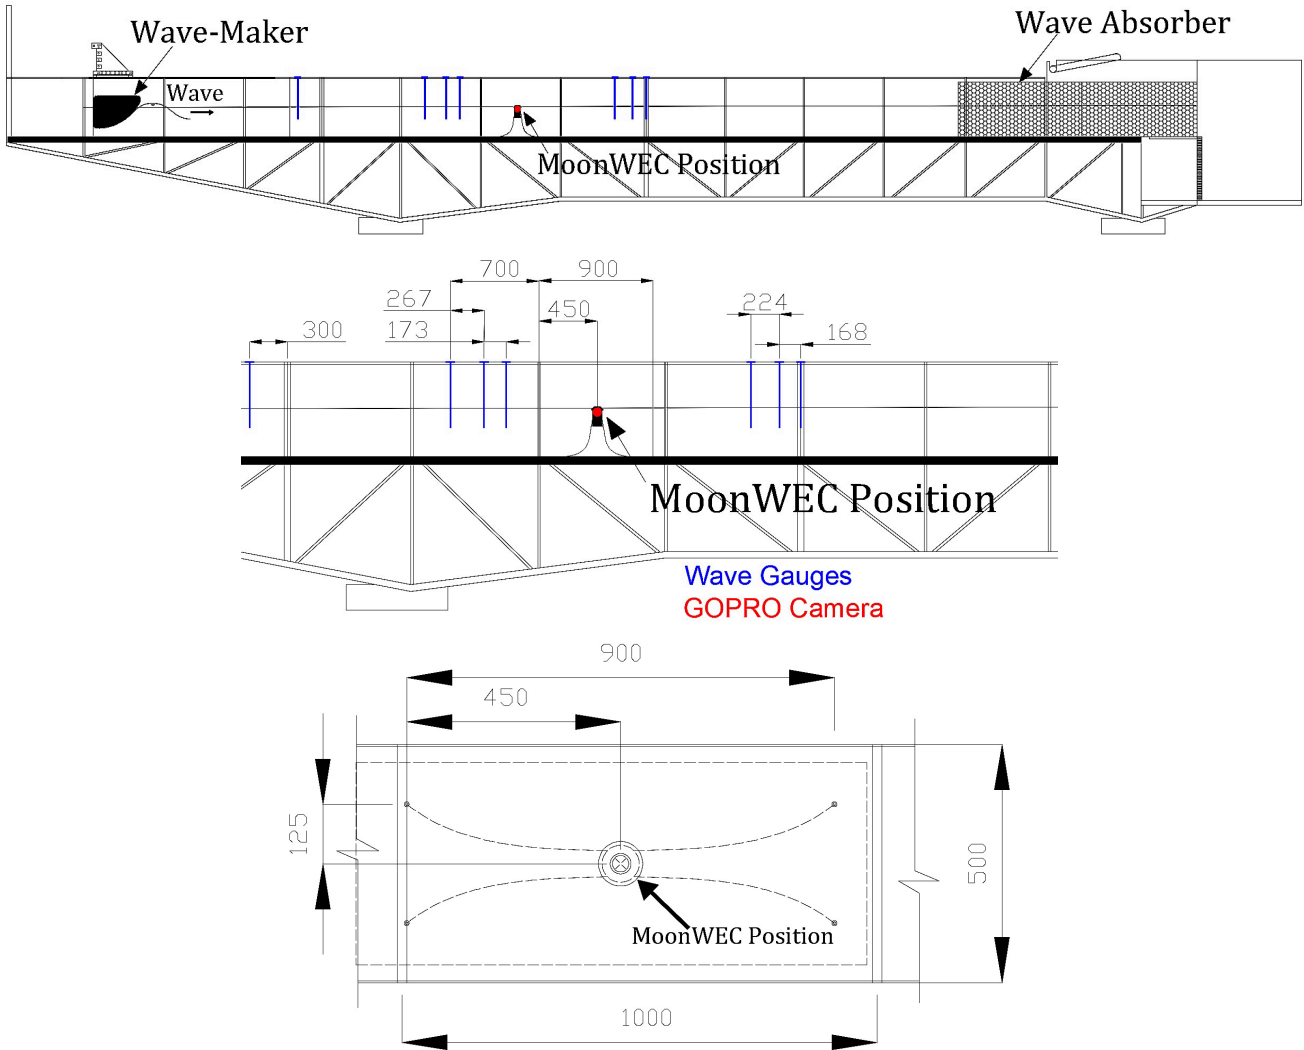 Wave-Maker
Wave Absorber
Wave
MoonWEC Position
700
900
267
450
224
300
173
168
MoonWEC Position
Wave Gauges
GOPRO Camera
900
450
125
500
MoonWEC Position
1000